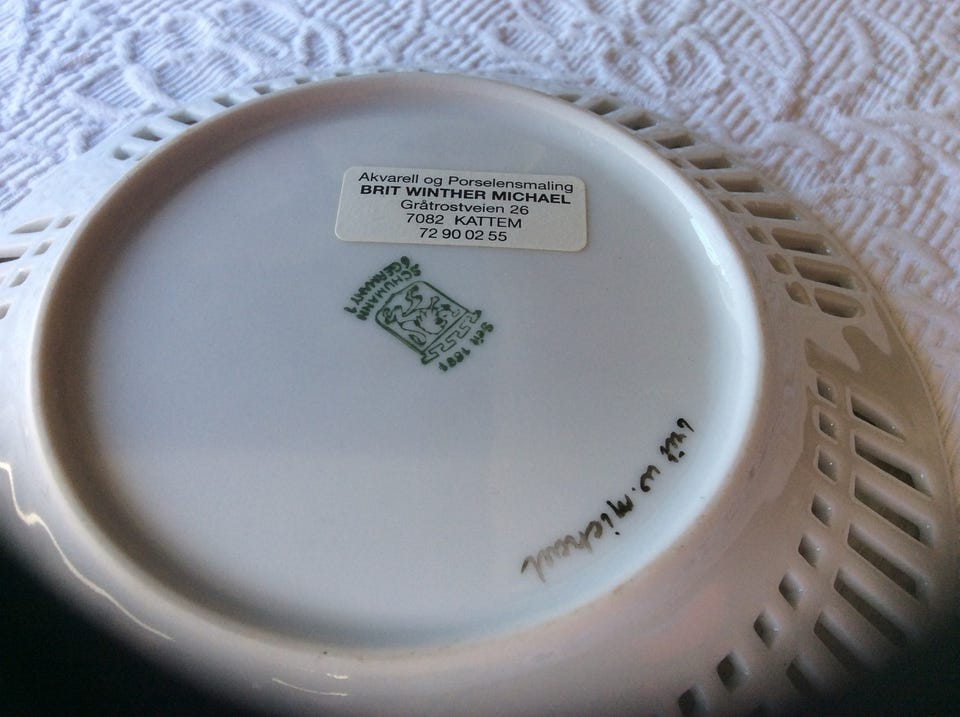 Akvarell og Porselensmaling
BRIT WINTHER MICHAEL
Gråtrostveien 26
7082 KATTEM
72 90 02 55
SCHUMANN
GERMANY
Seit 1881
Brit W. Michael